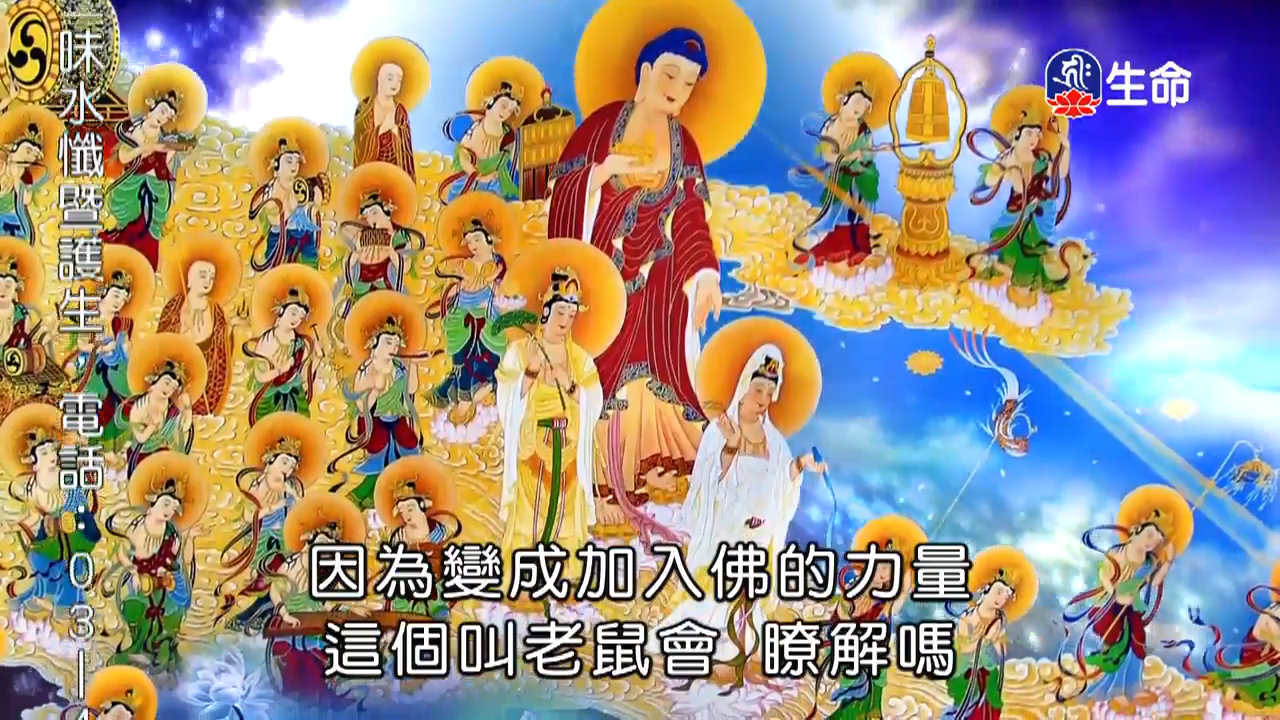 生命
昧水懺暨護生
電話：03－
因為變成加入佛的力量
這個叫老鼠會 瞭解嗎